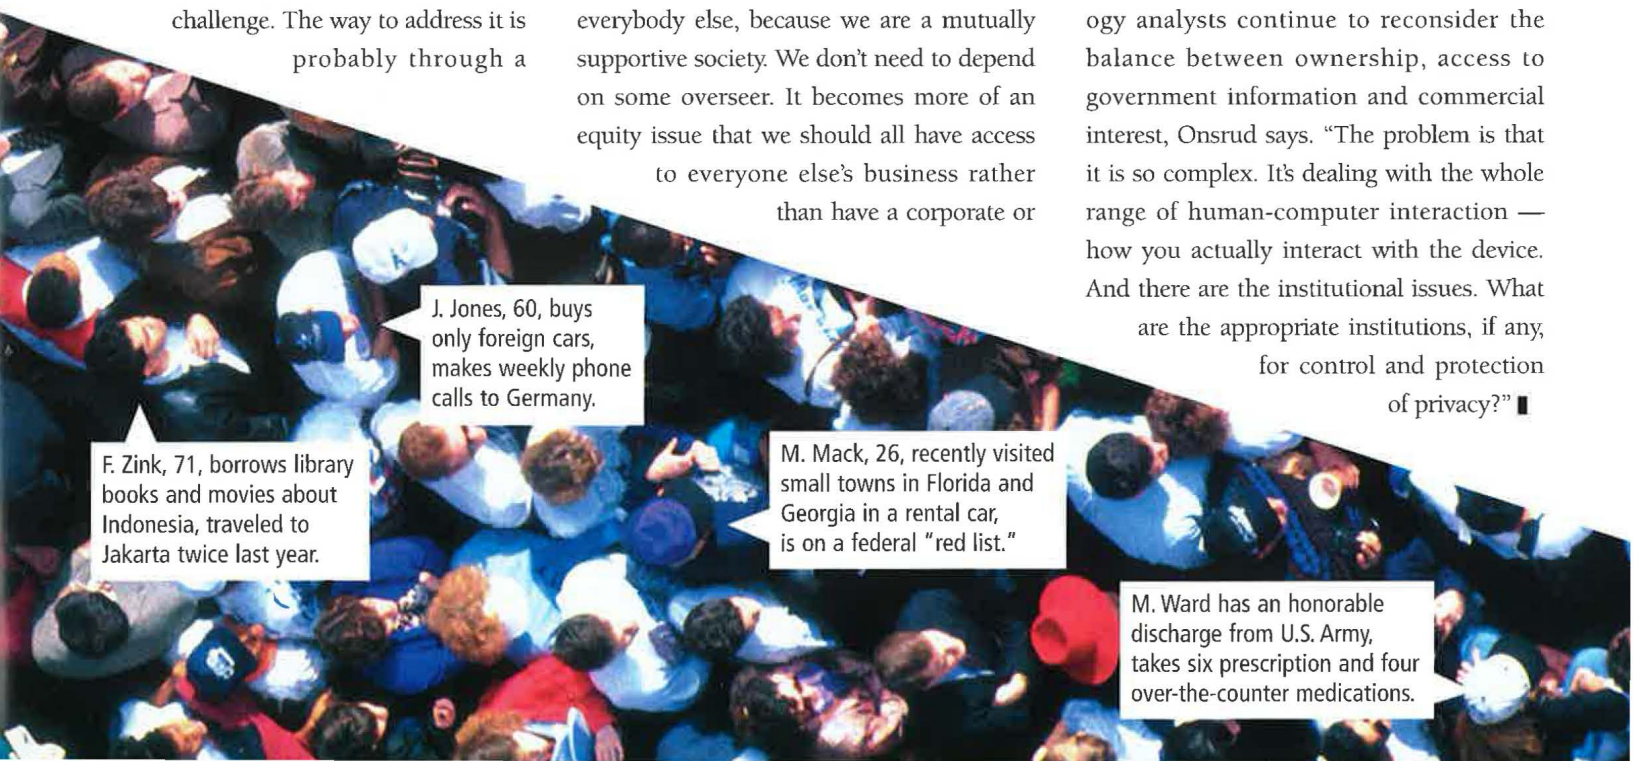 challenge. The way to address it is
probably through a
everybody else, because we are a mutually
supportive society. We don't need to depend
on some overseer. It becomes more of an
equity issue that we should all have access
to everyone else's business rather
than have a corporate or
ogy analysts continue to reconsider the
balance between ownership, access to
government information and commercial
interest, Onsrud says. “The problem is that
it is so complex. It's dealing with the whole
range of human-computer interaction —
how you actually interact with the device.
And there are the institutional issues. What
are the appropriate institutions, if any,
for control and protection
of privacy?”
J. Jones, 60, buys
only foreign cars,
makes weekly phone
calls to Germany.
F. Zink, 71, borrows library
books and movies about
Indonesia, traveled to
Jakarta twice last year.
M. Mack, 26, recently visited
small towns in Florida and
Georgia in a rental car,
is on a federal “red list.”
M. Ward has an honorable
discharge from U.S. Army,
takes six prescription and four
over-the-counter medications.